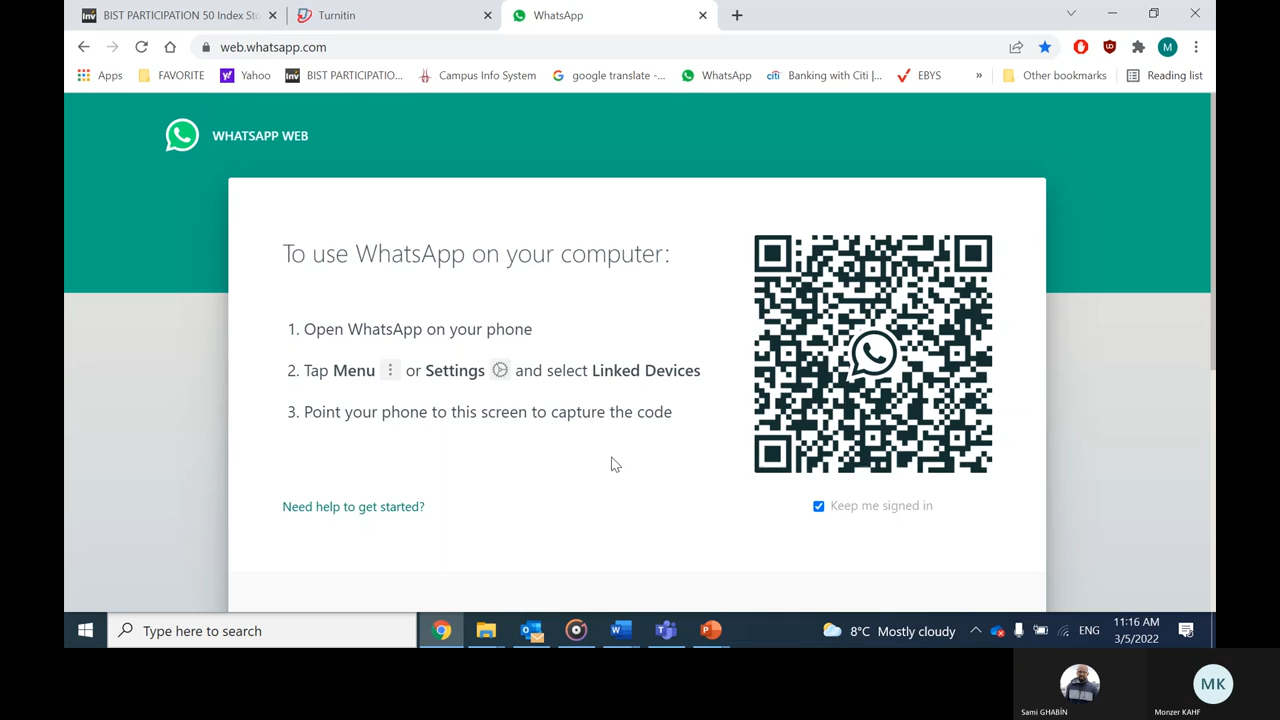 BIST PARTICIPATION 50 Index Sto
Turnitin
WhatsApp
web.whatsapp.com
M
Apps
FAVORITE
Yahoo
BIST PARTICIPATIO...
Campus Info System
google translate -...
WhatsApp
Banking with Citi |...
EBYS
»
Other bookmarks
Reading list
WHATSAPP WEB
To use WhatsApp on your computer:
1. Open WhatsApp on your phone
2. Tap Menu or Settings and select Linked Devices
3. Point your phone to this screen to capture the code
Need help to get started?
Keep me signed in
Type here to search
8°C Mostly cloudy
ENG
11:16 AM
3/5/2022
MK
Sami GHABİN
Monzer KAHF